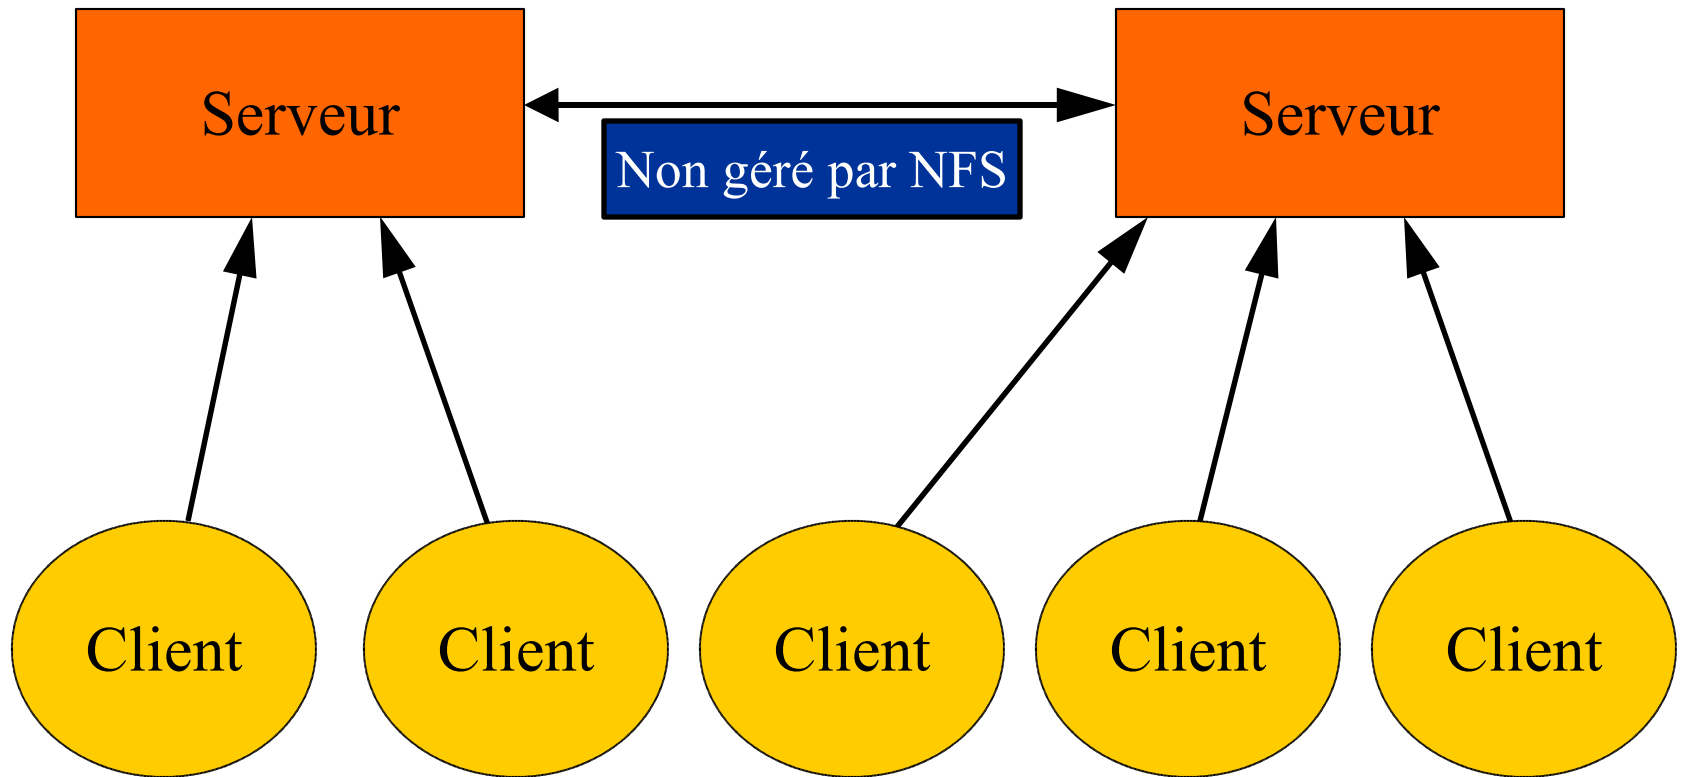 Serveur
Serveur
Non géré par NFS
Client
Client
Client
Client
Client